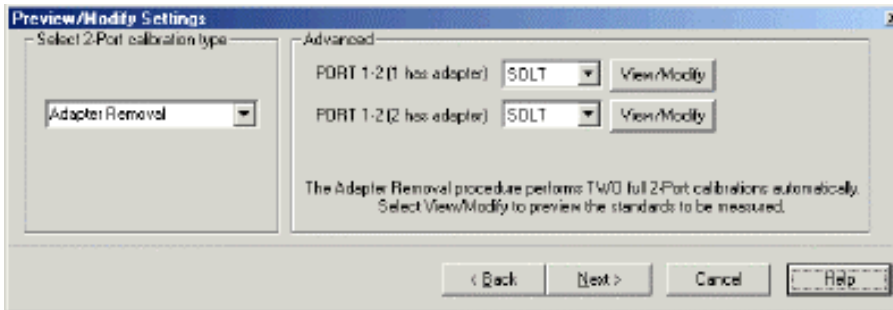 Preview/Modify Settings
Select 2-Port calibration type
Adapter Removal
Advanced
PORT 1-2 (1 has adapter) SOLT View/Modify
PORT 1-2 (2 has adapter) SOLT View/Modify
The Adapter Removal procedure performs TWO full 2-Port calibrations automatically.
Select View/Modify to preview the standards to be measured.
< Back Next > Cancel Help